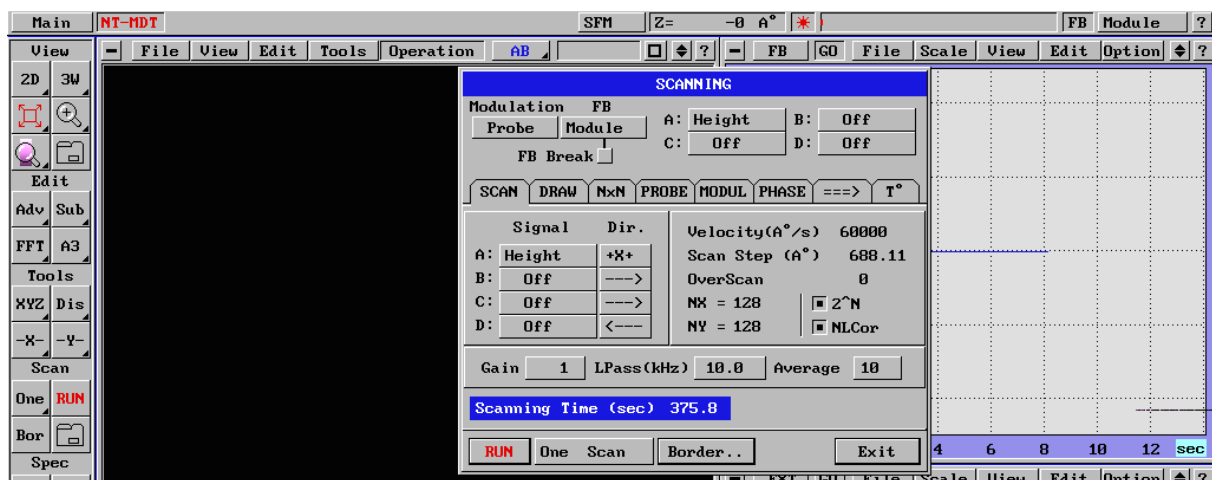 Main NT-MDT SFM Z= -0 A° FB Module ?
View File View Edit Tools Operation AB ? FB GO File Scale View Edit Option ?
2D 3W
Edit
Adv Sub
FFT A3
Tools
XYZ Dis
-X- -Y-
Scan
One RUN
Bor
Spec
SCANNING
Modulation FB
Probe Module
FB Break
A: Height B: Off
C: Off D: Off
SCAN DRAW NxN PROBE MODUL PHASE ===> T°
Signal Dir.
A: Height +X+
B: Off --->
C: Off --->
D: Off <---
Velocity(A°/s) 60000
Scan Step (A°) 688.11
OverScan 0
NX = 128 2^N
NY = 128 NLCor
Gain 1 LPass(kHz) 10.0 Average 10
Scanning Time (sec) 375.8
RUN One Scan Border.. Exit
4 6 8 10 12 sec
EXT GO File Scale View Edit Option ?